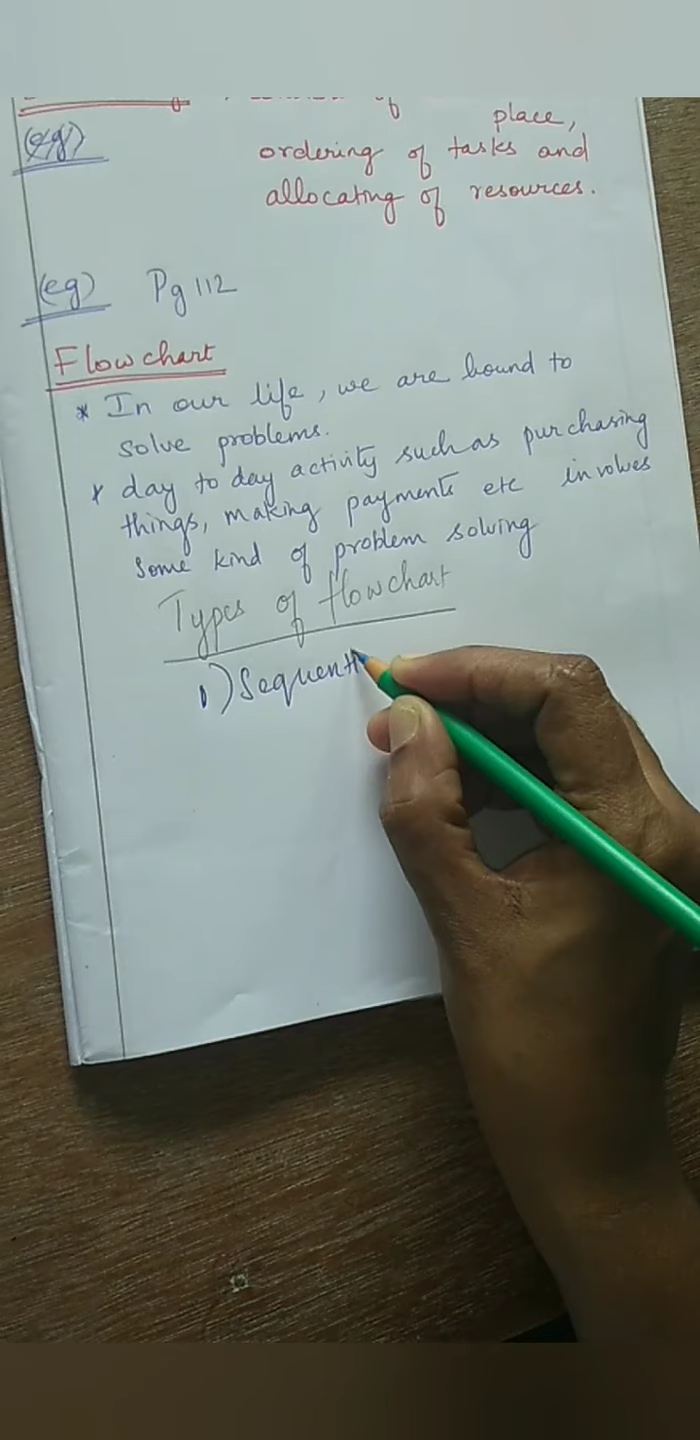 place,
(eg)
ordering of tasks and
allocating of resources.
(eg) Pg 112
Flowchart
* In our life, we are bound to
solve problems.
* day to day activity such as purchasing
things, making payments etc involves
some kind of problem solving
Types of flowchart
1) Sequenti